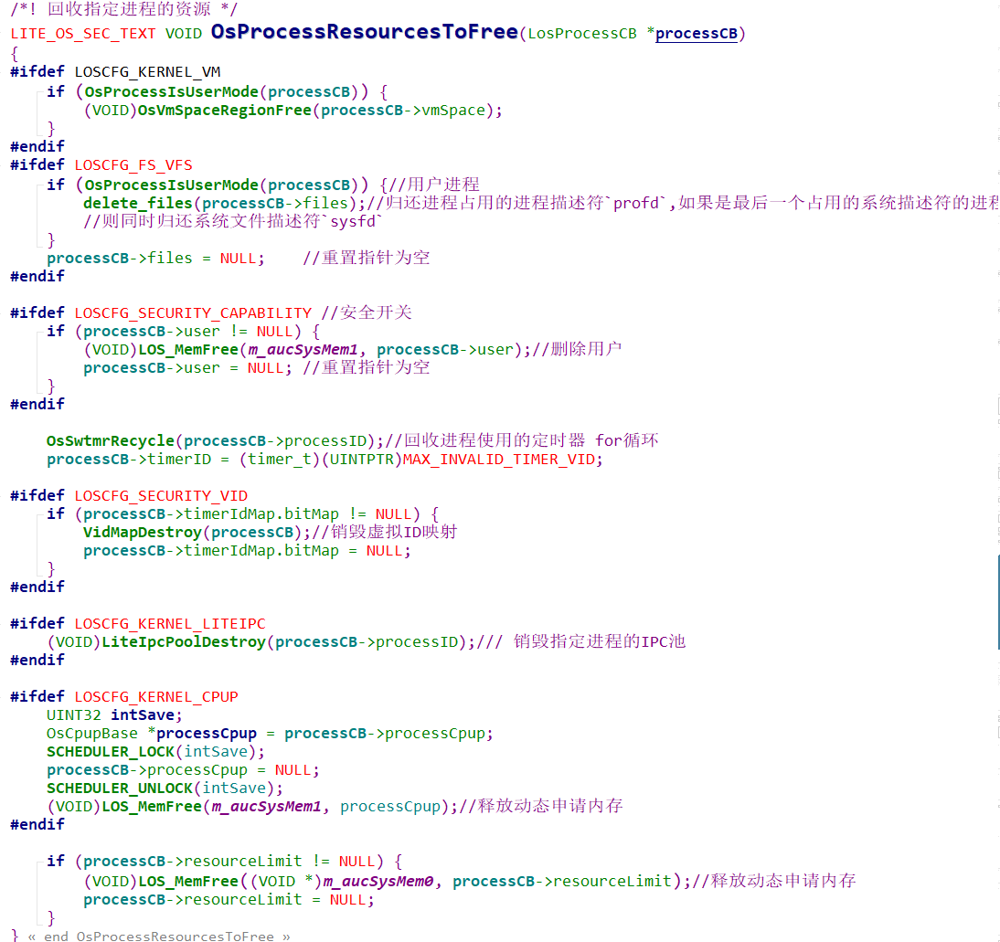 /*! 回收指定进程的资源 */
LITE_OS_SEC_TEXT VOID OsProcessResourcesToFree(LosProcessCB *processCB)
{
#ifdef LOSCFG_KERNEL_VM
    if (OsProcessIsUserMode(processCB)) {
        (VOID)OsVmSpaceRegionFree(processCB->vmSpace);
    }
#endif
#ifdef LOSCFG_FS_VFS
    if (OsProcessIsUserMode(processCB)) {//用户进程
        delete_files(processCB->files);//归还进程占用的进程描述符`profd`,如果是最后一个占用的系统描述符的进程
        //则同时归还系统文件描述符`sysfd`
    }
    processCB->files = NULL;    //重置指针为空
#endif

#ifdef LOSCFG_SECURITY_CAPABILITY //安全开关
    if (processCB->user != NULL) {
        (VOID)LOS_MemFree(m_aucSysMem1, processCB->user);//删除用户
        processCB->user = NULL; //重置指针为空
    }
#endif

    OsSwtmrRecycle(processCB->processID);//回收进程使用的定时器 for循环
    processCB->timerID = (timer_t)(UINTPTR)MAX_INVALID_TIMER_VID;

#ifdef LOSCFG_SECURITY_VID
    if (processCB->timerIdMap.bitMap != NULL) {
        VidMapDestroy(processCB);//销毁虚拟ID映射
        processCB->timerIdMap.bitMap = NULL;
    }
#endif

#ifdef LOSCFG_KERNEL_LITEIPC
    (VOID)LiteIpcPoolDestroy(processCB->processID);/// 销毁指定进程的IPC池
#endif

#ifdef LOSCFG_KERNEL_CPUP
    UINT32 intSave;
    OsCpupBase *processCpup = processCB->processCpup;
    SCHEDULER_LOCK(intSave);
    processCB->processCpup = NULL;
    SCHEDULER_UNLOCK(intSave);
    (VOID)LOS_MemFree(m_aucSysMem1, processCpup);//释放动态申请内存
#endif

    if (processCB->resourceLimit != NULL) {
        (VOID)LOS_MemFree((VOID *)m_aucSysMem0, processCB->resourceLimit);//释放动态申请内存
        processCB->resourceLimit = NULL;
    }
} « end OsProcessResourcesToFree »